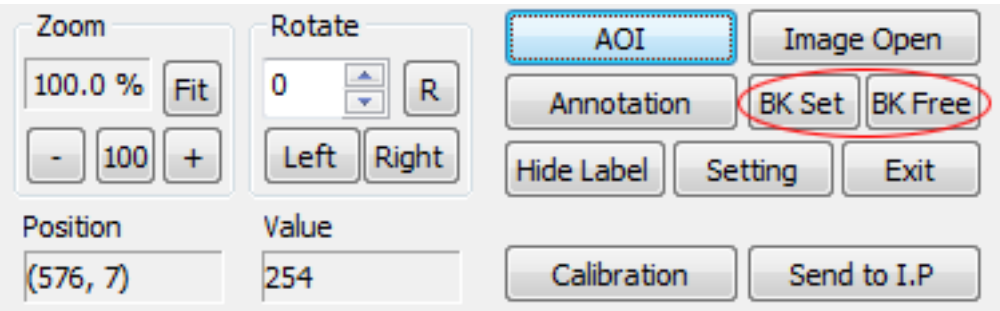 Zoom
100.0 %
Fit
-
100
+
Rotate
0
R
Left
Right
AOI
Image Open
Annotation
BK Set
BK Free
Hide Label
Setting
Exit
Position
(576, 7)
Value
254
Calibration
Send to I.P